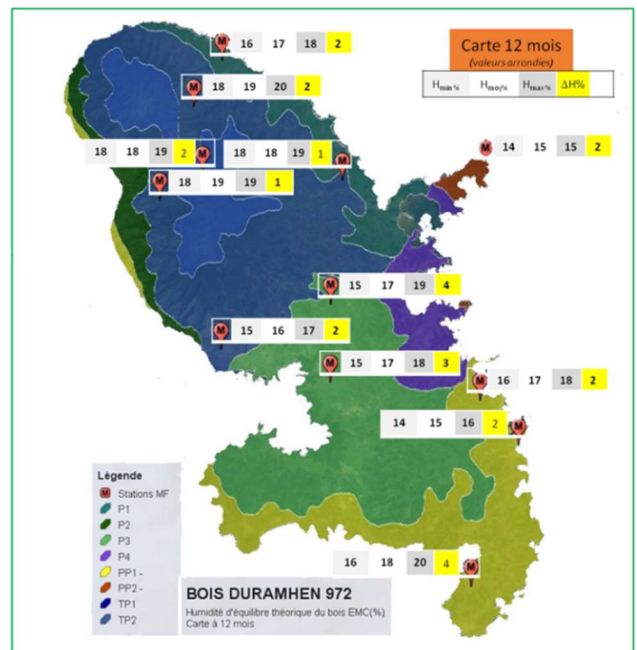 Carte 12 mois
(valeurs arrondies)
Hmin% Hmoy% Hmax% ΔH%
M 16 17 18 2
M 18 19 20 2
18 18 19 2 M 18 18 19 1 M
M 14 15 15 2
M 18 19 19 1
M 15 17 19 4
M 15 16 17 2
M 15 17 18 3
M 16 17 18 2
14 15 16 2 M
16 18 20 4 M
Légende
M Stations MF
P1
P2
P3
P4
PP1 -
PP2 -
TP1
TP2
BOIS DURAMHEN 972
Humidité d'équilibre théorique du bois EMC(%)
Carte à 12 mois